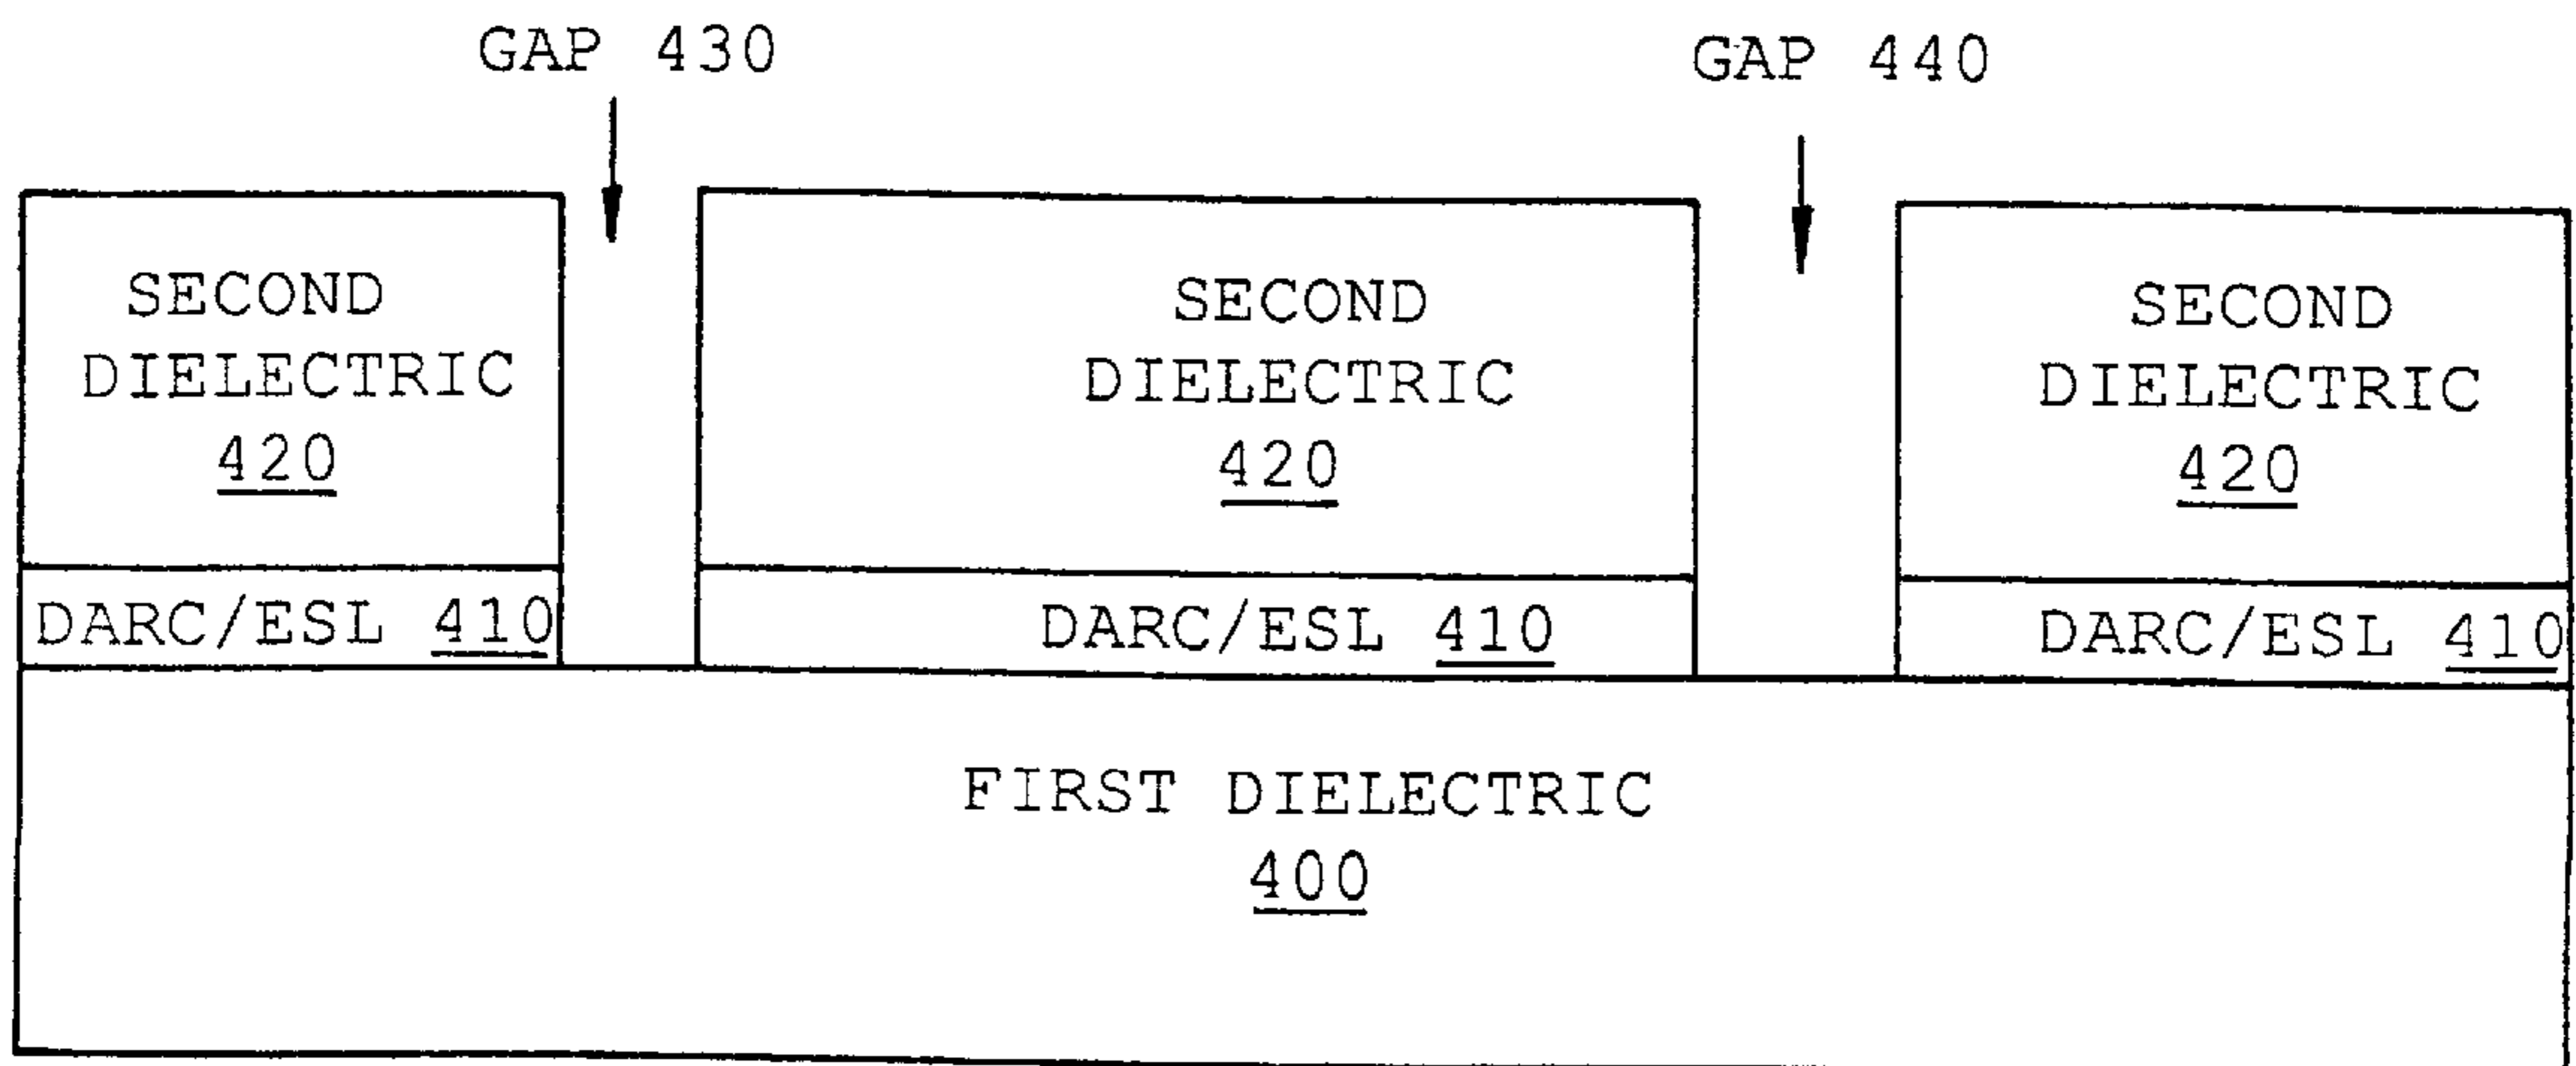 GAP 430
GAP 440
SECOND
DIELECTRIC
420
SECOND
DIELECTRIC
420
SECOND
DIELECTRIC
420
DARC/ESL 410
DARC/ESL 410
DARC/ESL 410
FIRST DIELECTRIC
400